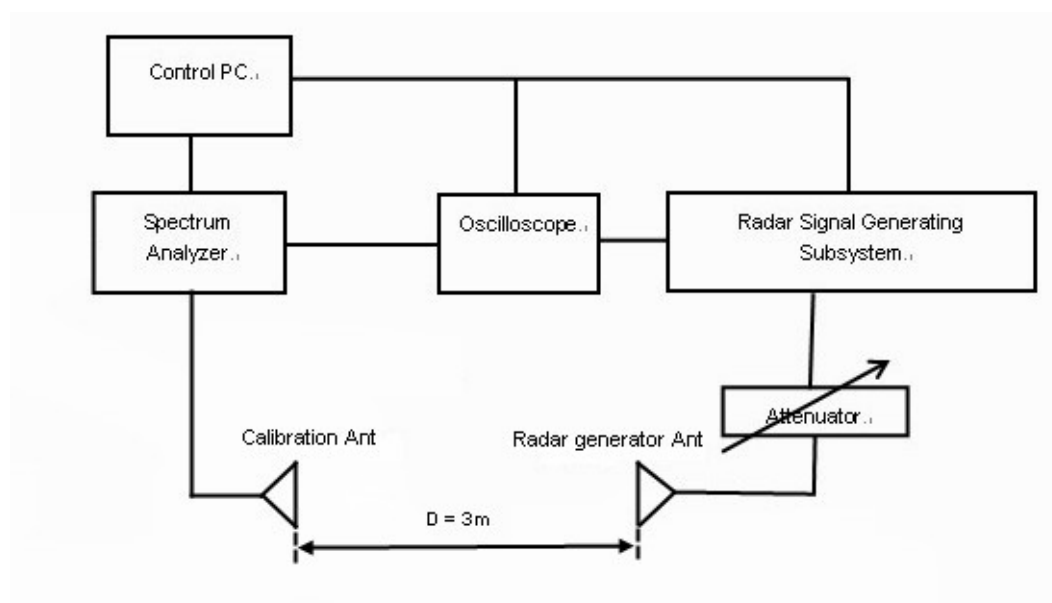 Control PC.
Spectrum
Analyzer.
Oscilloscope.
Radar Signal Generating
Subsystem.
Attenuator.
Calibration Ant
Radar generator Ant
D = 3m